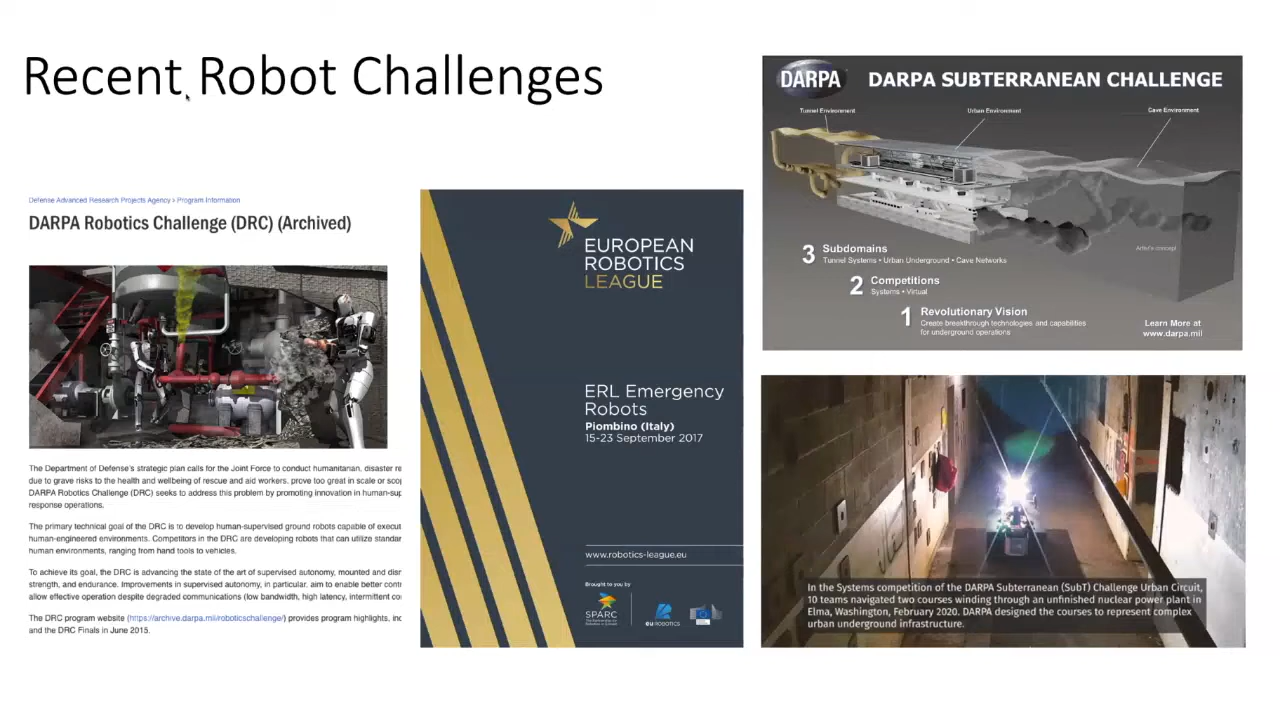 Recent Robot Challenges
Defense Advanced Research Projects Agency › Program Information
DARPA Robotics Challenge (DRC) (Archived)
The Department of Defense's strategic plan calls for the Joint Force to conduct humanitarian, disaster re
due to grave risks to the health and wellbeing of rescue and aid workers, prove too great in scale or scop
DARPA Robotics Challenge (DRC) seeks to address this problem by promoting innovation in human-sup
response operations.
The primary technical goal of the DRC is to develop human-supervised ground robots capable of execut
human-engineered environments. Competitors in the DRC are developing robots that can utilize standar
human environments, ranging from hand tools to vehicles.
To achieve its goal, the DRC is advancing the state of the art of supervised autonomy, mounted and dism
strength, and endurance. Improvements in supervised autonomy, in particular, aim to enable better contr
allow effective operation despite degraded communications (low bandwidth, high latency, intermittent co
The DRC program website (https://archive.darpa.mil/roboticschallenge/) provides program highlights, inc
and the DRC Finals in June 2015.
EUROPEAN
ROBOTICS
LEAGUE
ERL Emergency
Robots
Piombino (Italy)
15-23 September 2017
www.robotics-league.eu
Brought to you by
SPARC
euROBOTICS
DARPA
DARPA SUBTERRANEAN CHALLENGE
Tunnel Environment
Urban Environment
Cave Environment
Artist's concept
3 Subdomains
Tunnel Systems • Urban Underground • Cave Networks
2 Competitions
Systems • Virtual
1 Revolutionary Vision
Create breakthrough technologies and capabilities
for underground operations
Learn More at
www.darpa.mil
In the Systems competition of the DARPA Subterranean (SubT) Challenge Urban Circuit,
10 teams navigated two courses winding through an unfinished nuclear power plant in
Elma, Washington, February 2020. DARPA designed the courses to represent complex
urban underground infrastructure.